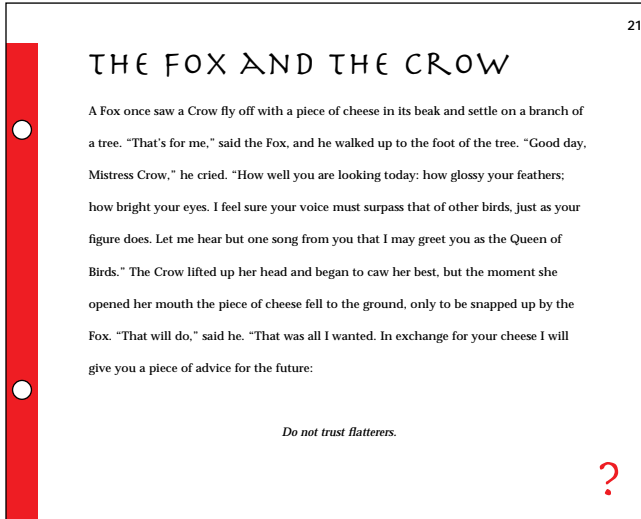 21
THE FOX AND THE CROW
A Fox once saw a Crow fly off with a piece of cheese in its beak and settle on a branch of
a tree. “That’s for me,” said the Fox, and he walked up to the foot of the tree. “Good day,
Mistress Crow,” he cried. “How well you are looking today: how glossy your feathers;
how bright your eyes. I feel sure your voice must surpass that of other birds, just as your
figure does. Let me hear but one song from you that I may greet you as the Queen of
Birds.” The Crow lifted up her head and began to caw her best, but the moment she
opened her mouth the piece of cheese fell to the ground, only to be snapped up by the
Fox. “That will do,” said he. “That was all I wanted. In exchange for your cheese I will
give you a piece of advice for the future:
Do not trust flatterers.
?